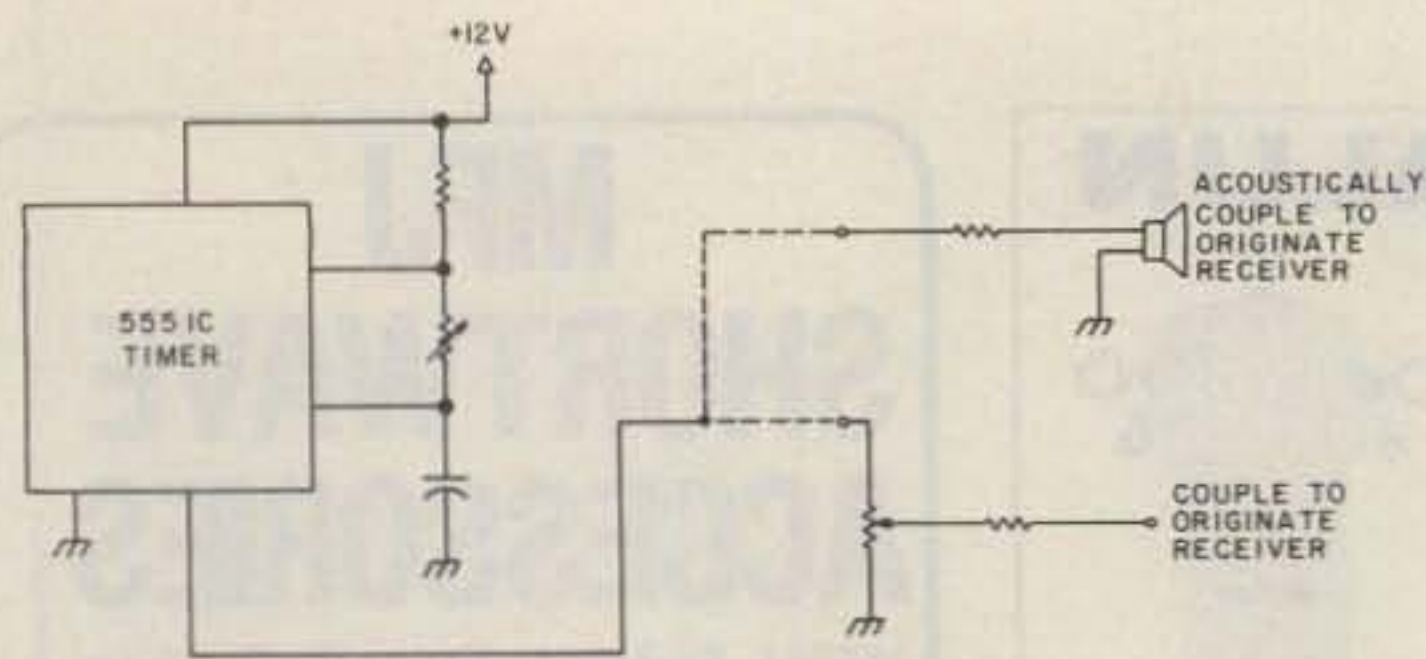 +12V
555 IC
TIMER
ACOUSTICALLY
COUPLE TO
ORIGINATE
RECEIVER
COUPLE TO
ORIGINATE
RECEIVER